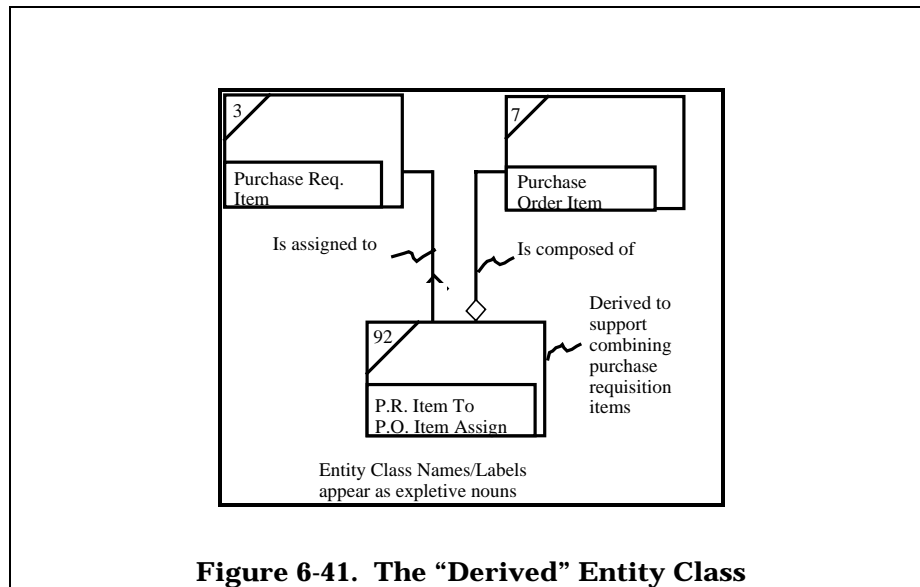 3
Purchase Req.
Item
7
Purchase
Order Item
Is assigned to
Is composed of
92
P.R. Item To
P.O. Item Assign
Derived to
support
combining
purchase
requisition
items
Entity Class Names/Labels
appear as expletive nouns
Figure 6-41. The “Derived” Entity Class